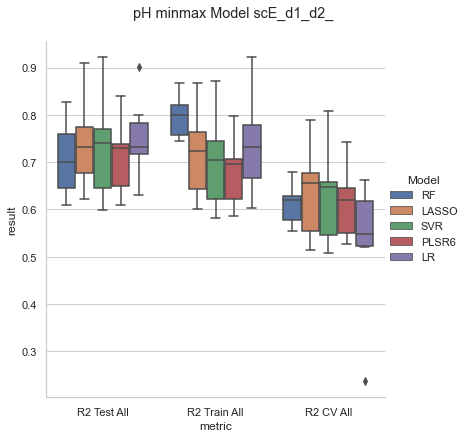 pH minmax Model scE_d1_d2_
0.9
0.8
0.7
0.6
0.5
0.4
0.3
result
R2 Test All
R2 Train All
R2 CV All
metric
Model
RF
LASSO
SVR
PLSR6
LR